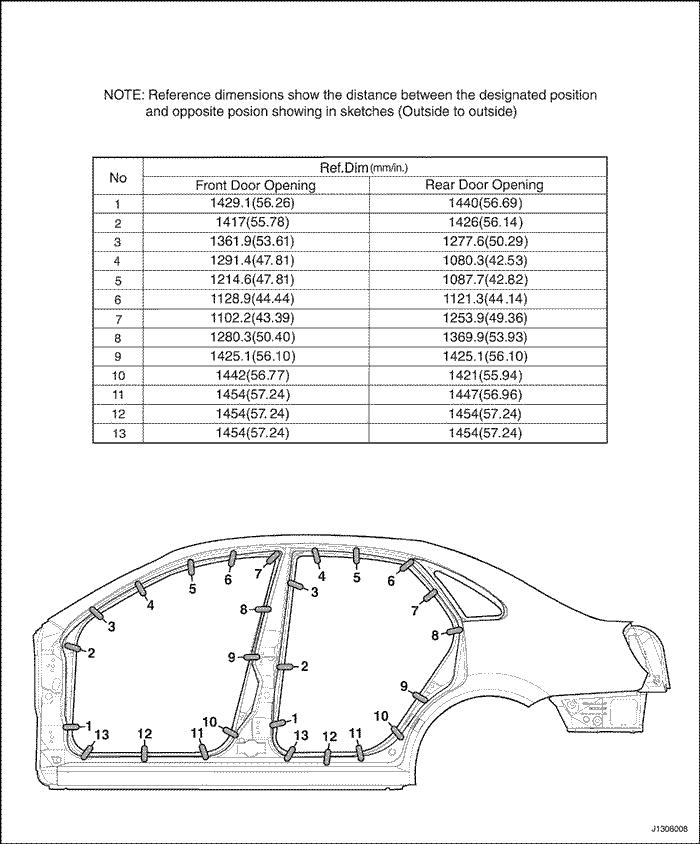 NOTE: Reference dimensions show the distance between the designated position
and opposite posion showing in sketches (Outside to outside)
No Ref.Dim(mm/in.)
Front Door Opening Rear Door Opening
1 1429.1(56.26) 1440(56.69)
2 1417(55.78) 1426(56.14)
3 1361.9(53.61) 1277.6(50.29)
4 1291.4(47.81) 1080.3(42.53)
5 1214.6(47.81) 1087.7(42.82)
6 1128.9(44.44) 1121.3(44.14)
7 1102.2(43.39) 1253.9(49.36)
8 1280.3(50.40) 1369.9(53.93)
9 1425.1(56.10) 1425.1(56.10)
10 1442(56.77) 1421(55.94)
11 1454(57.24) 1447(56.96)
12 1454(57.24) 1454(57.24)
13 1454(57.24) 1454(57.24)
6 7 4 5 6
5
4 3 7
3 8
2 9 2 8
9
1 10 1 10
13 12 11 13 12 11
J1308008